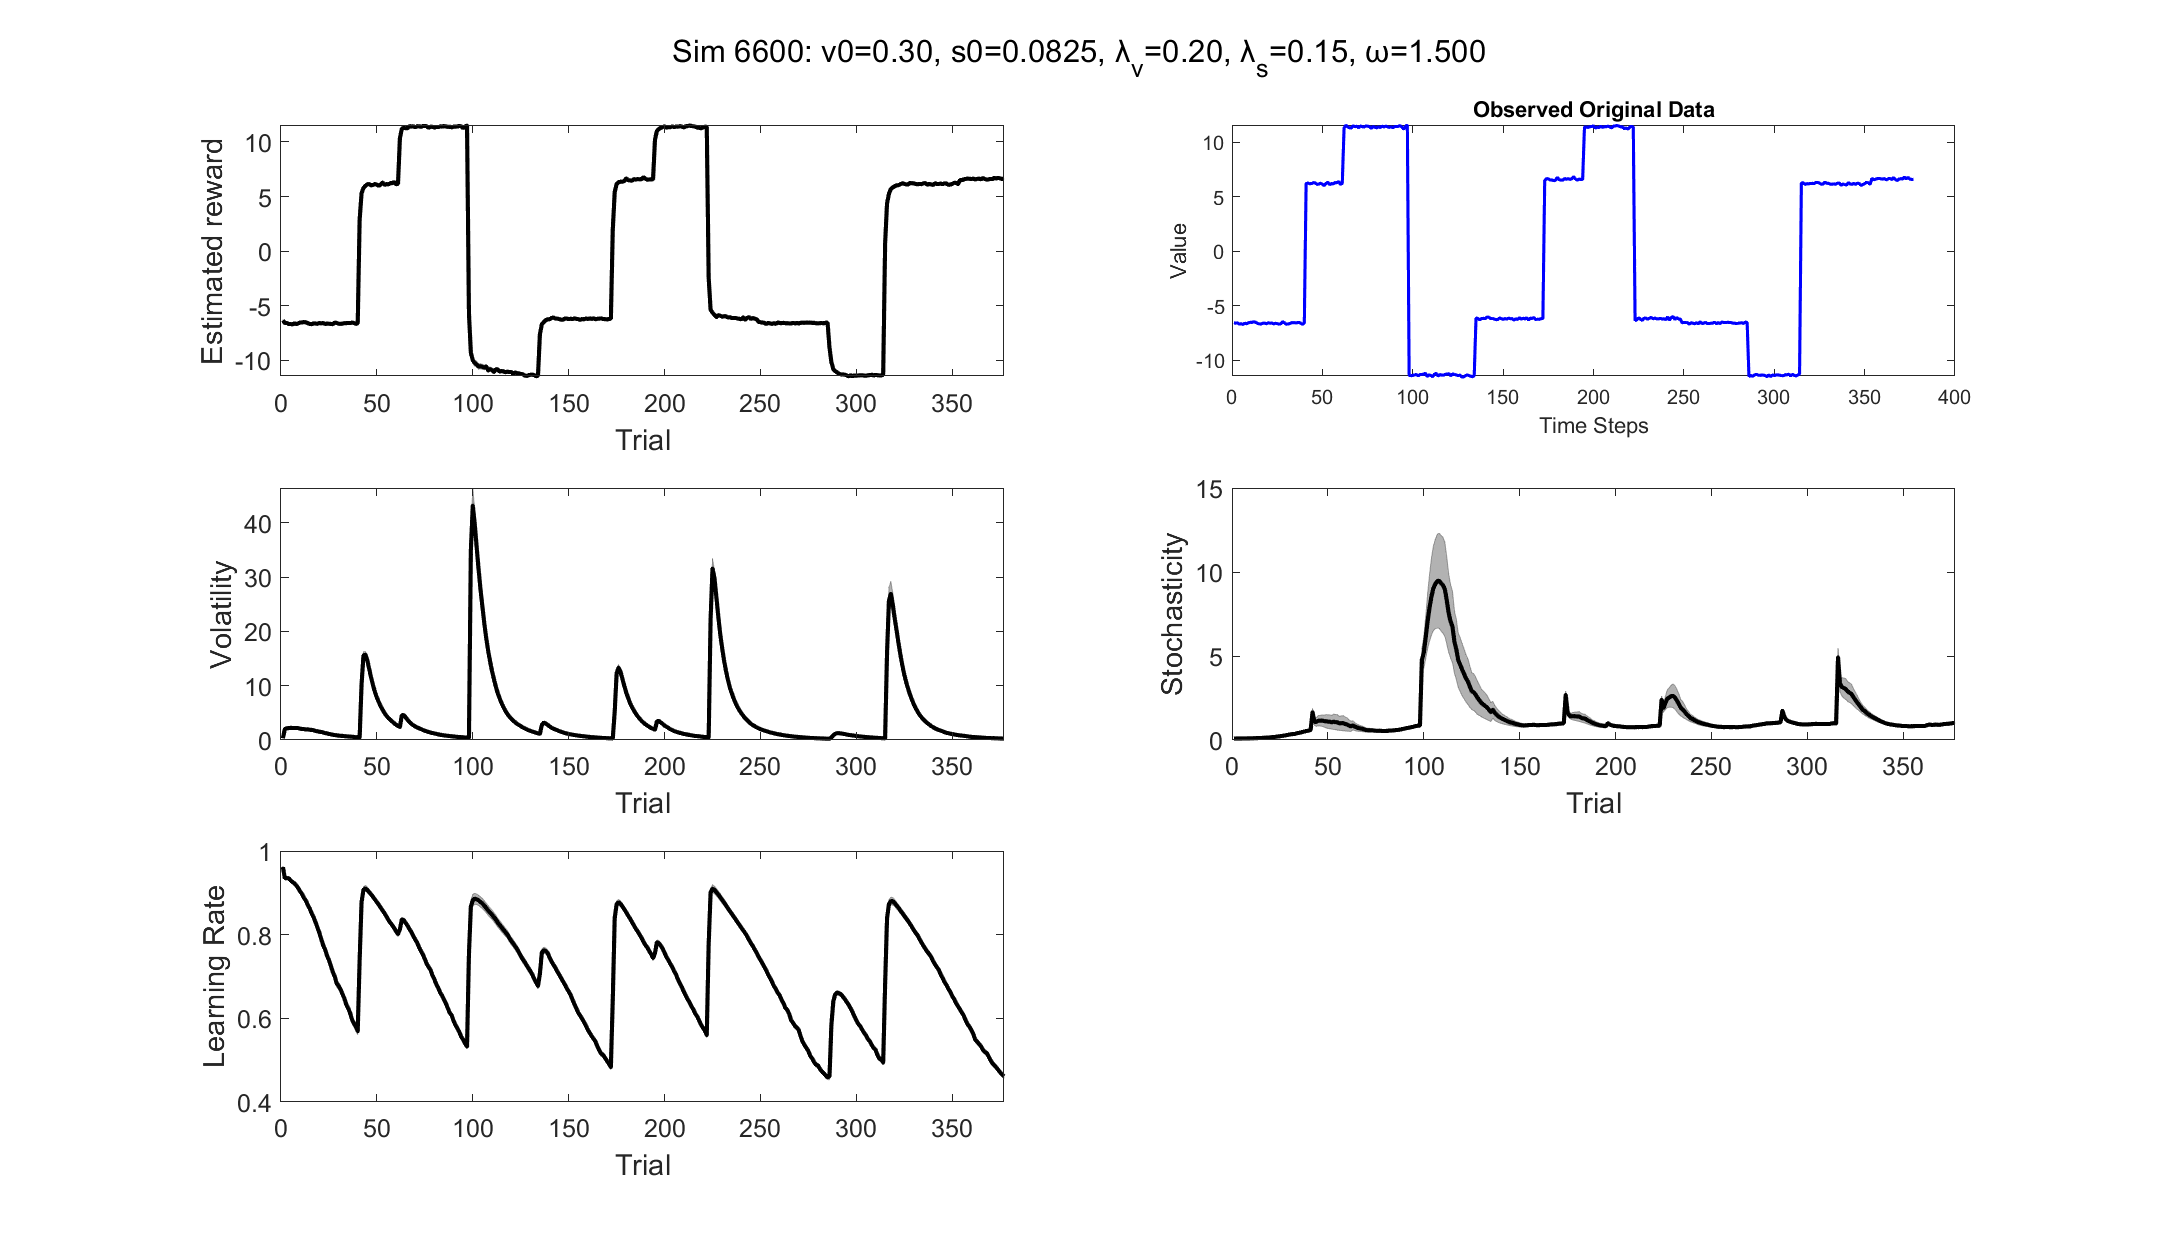 Sim 6600: v0=0.30, s0=0.0825, λv=0.20, λs=0.15, ω=1.500
Estimated reward
10
5
0
-5
-10
0 50 100 150 200 250 300 350
Trial
Observed Original Data
Value
10
5
0
-5
-10
0 50 100 150 200 250 300 350 400
Time Steps
Volatility
40
30
20
10
0
0 50 100 150 200 250 300 350
Trial
Stochasticity
15
10
5
0
0 50 100 150 200 250 300 350
Trial
Learning Rate
1
0.8
0.6
0.4
0 50 100 150 200 250 300 350
Trial